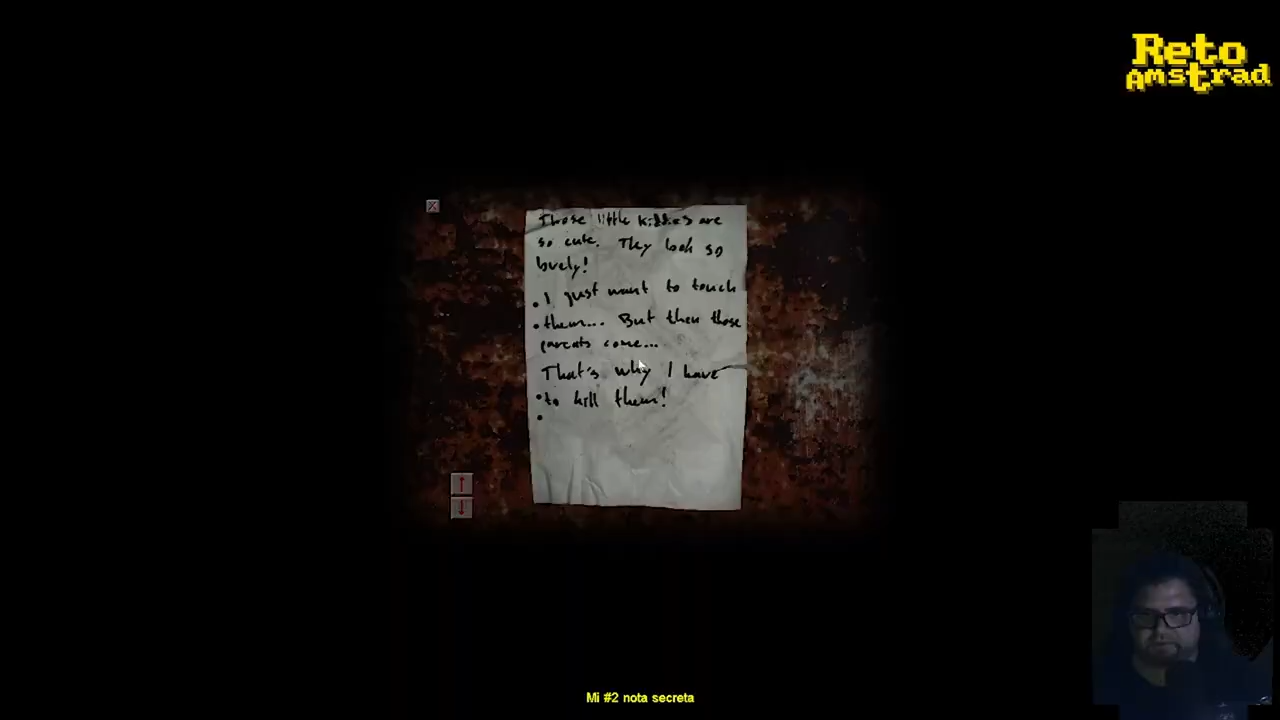 Reto
Amstrad
Those little kitties are
so cute. They look so
lovely!
I just want to touch
them... But then those
parents come...
That's why I have
to kill them!
Mi #2 nota secreta